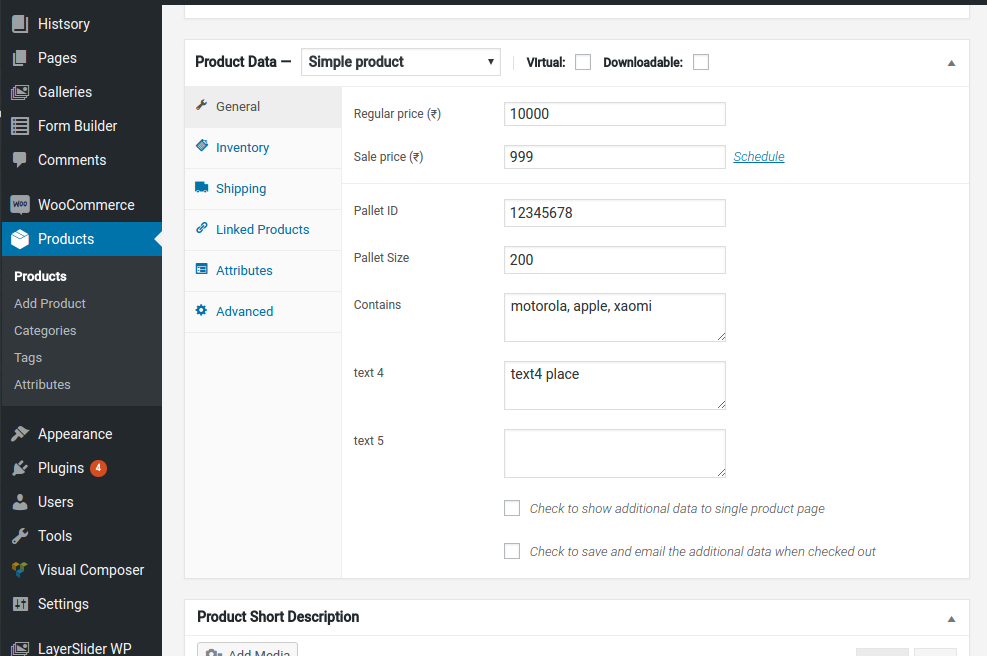 Histsory
Pages
Galleries
Form Builder
Comments
WOO WooCommerce
Products
Products
Add Product
Categories
Tags
Attributes
Appearance
Plugins 4
Users
Tools
Visual Composer
Settings
LayerSlider WP
Product Data — Simple product Virtual: Downloadable:
General
Inventory
Shipping
Linked Products
Attributes
Advanced
Regular price (₹) 10000
Sale price (₹) 999 Schedule
Pallet ID 12345678
Pallet Size 200
Contains motorola, apple, xaomi
text 4 text4 place
text 5
Check to show additional data to single product page
Check to save and email the additional data when checked out
Product Short Description
Add Media